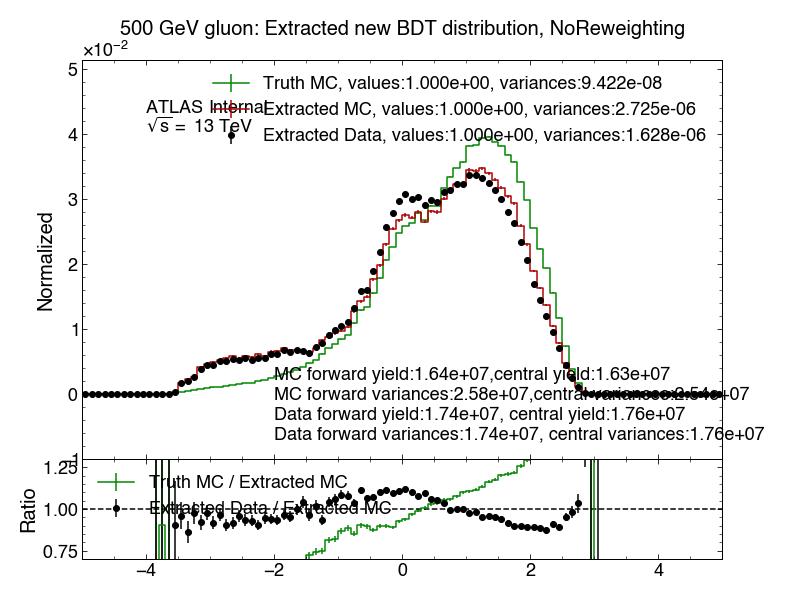 500 GeV gluon: Extracted new BDT distribution, NoReweighting
×10⁻²
5
4
3
2
1
0
1
Normalized
ATLAS Internal
√s = 13 TeV
Truth MC, values:1.000e+00, variances:9.422e-08
Extracted MC, values:1.000e+00, variances:2.725e-06
Extracted Data, values:1.000e+00, variances:1.628e-06
MC forward yield:1.64e+07,central yield:1.63e+07
MC forward variances:2.58e+07,central variances:2.54e+07
Data forward yield:1.74e+07, central yield:1.76e+07
Data forward variances:1.74e+07, central variances:1.76e+07
1.25
1.00
0.75
Ratio
Truth MC / Extracted MC
Extracted Data / Extracted MC
−4 −2 0 2 4